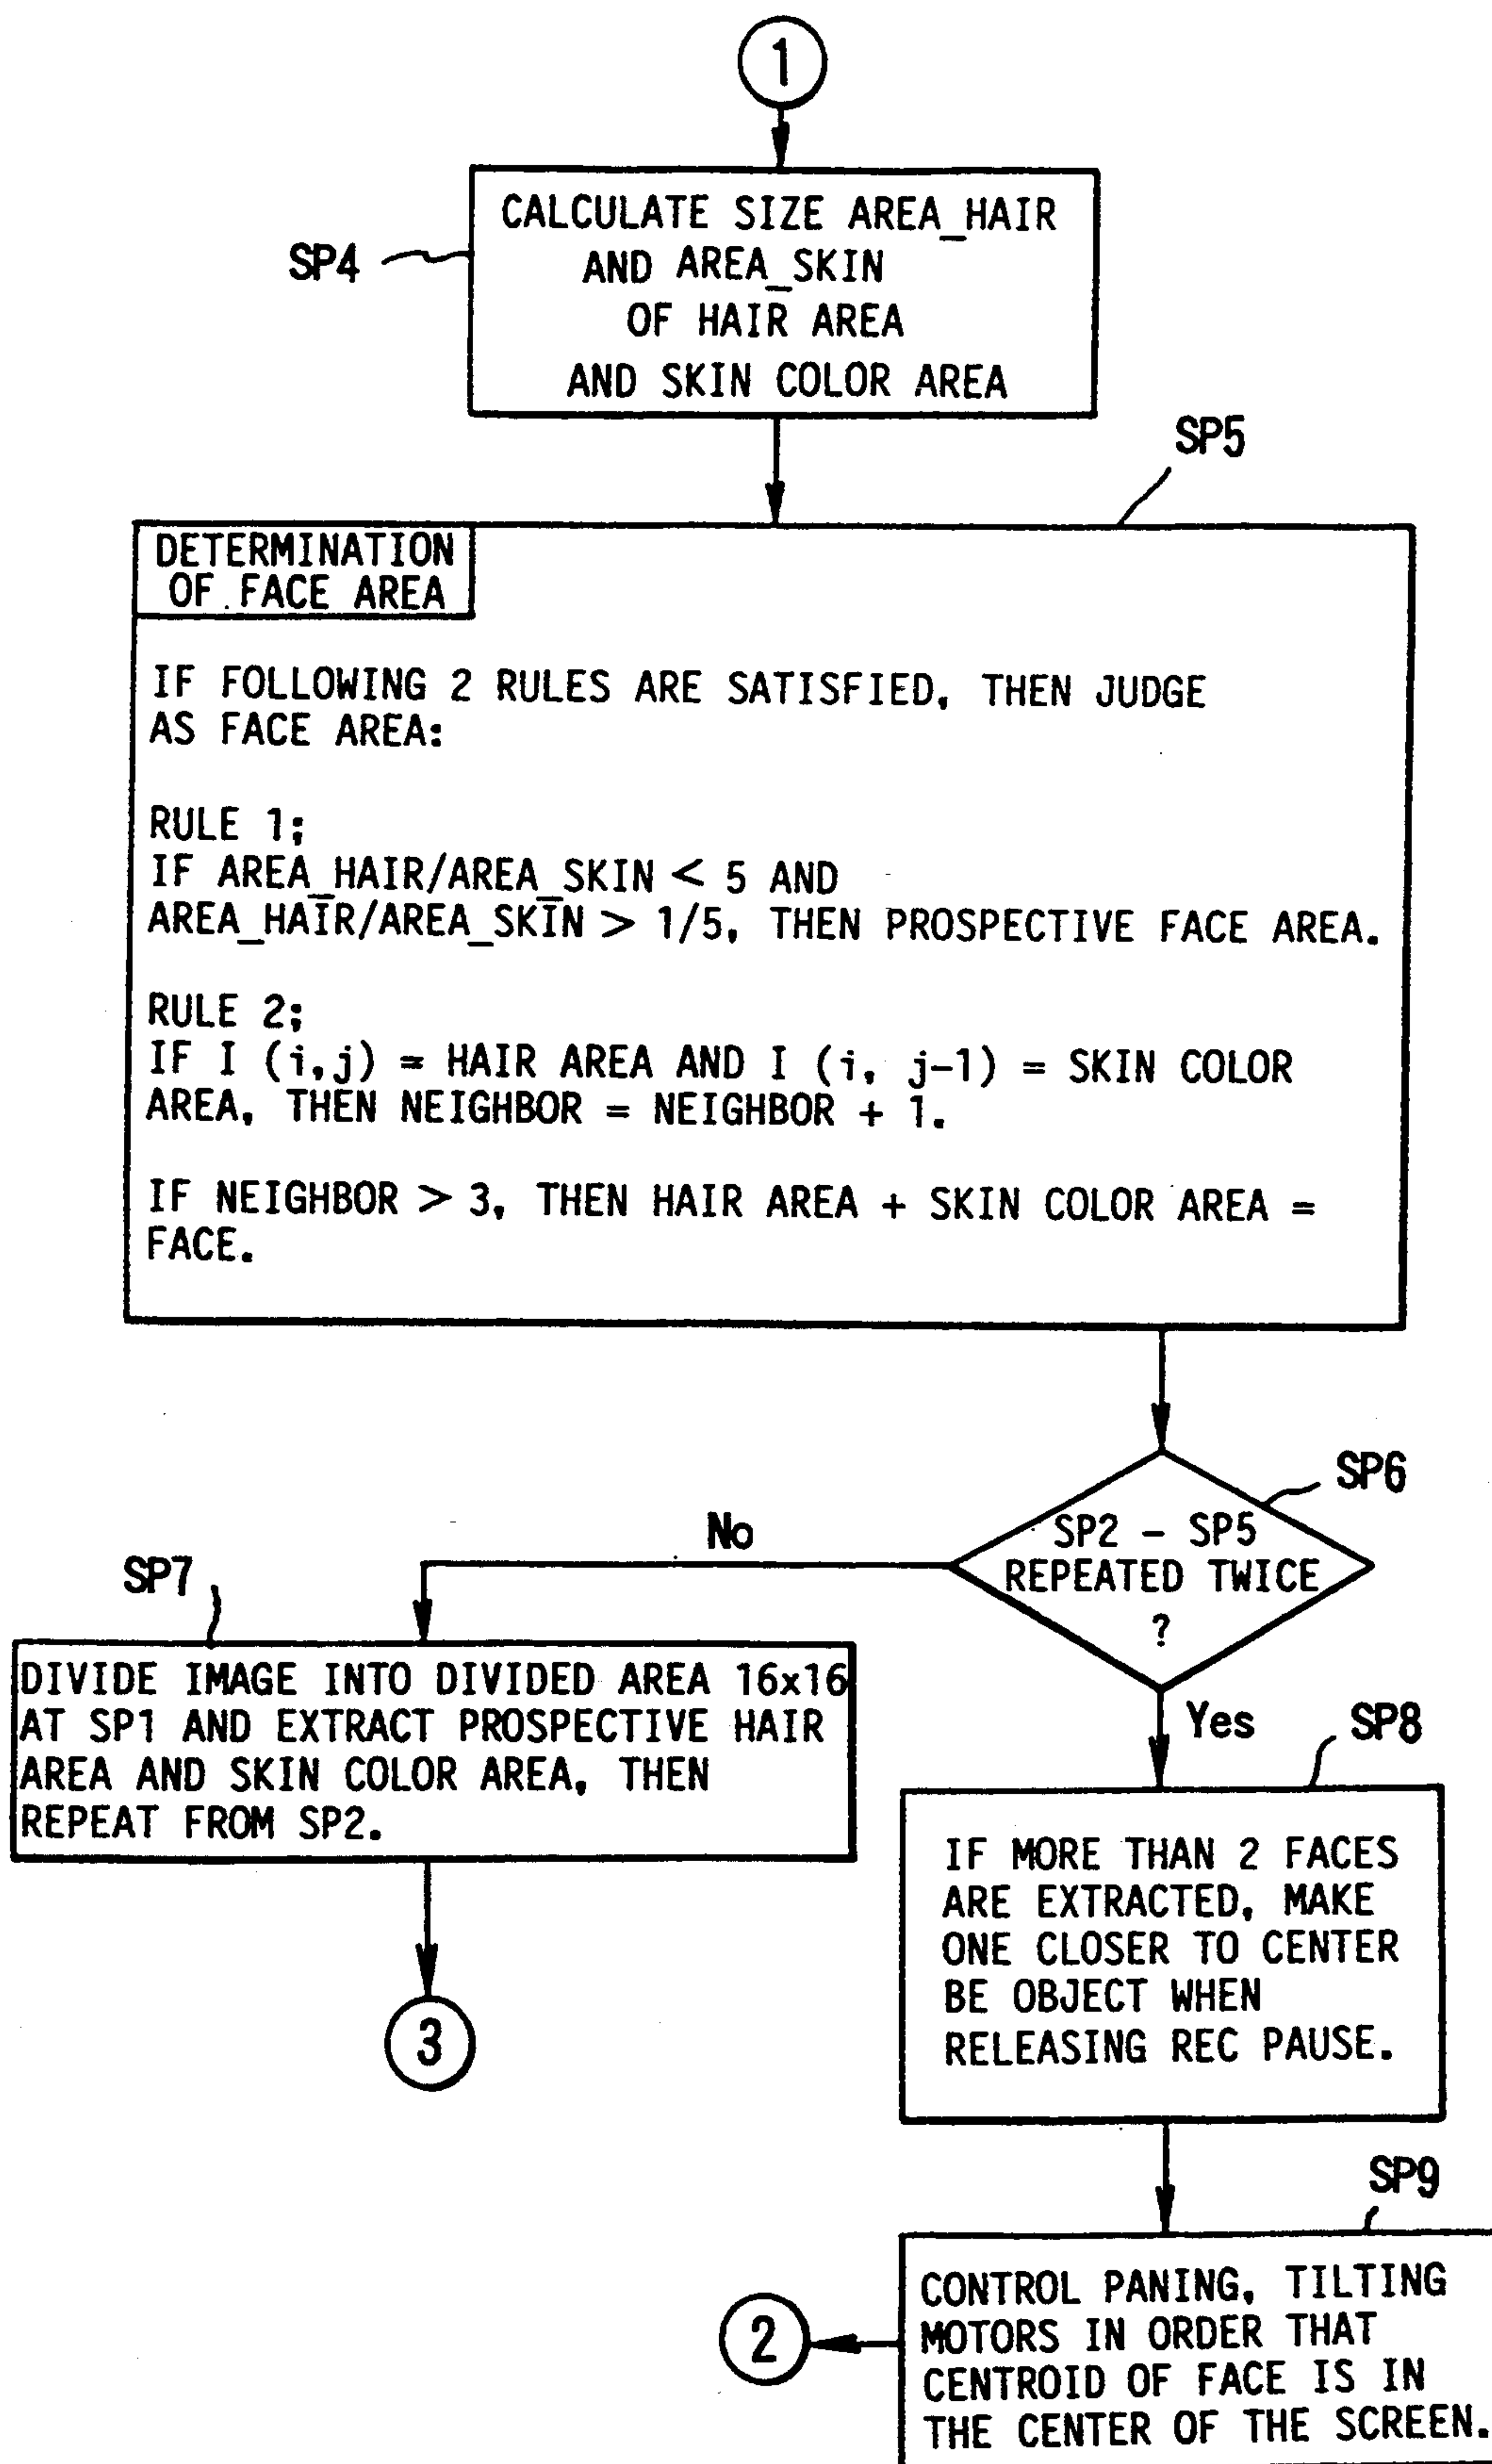 1
CALCULATE SIZE AREA_HAIR
AND AREA_SKIN
OF HAIR AREA
AND SKIN COLOR AREA
SP4
SP5
DETERMINATION
OF FACE AREA
IF FOLLOWING 2 RULES ARE SATISFIED, THEN JUDGE
AS FACE AREA:
RULE 1;
IF AREA_HAIR/AREA_SKIN < 5 AND
AREA_HAIR/AREA_SKIN > 1/5, THEN PROSPECTIVE FACE AREA.
RULE 2;
IF I (i,j) = HAIR AREA AND I (i, j-1) = SKIN COLOR
AREA, THEN NEIGHBOR = NEIGHBOR + 1.
IF NEIGHBOR > 3, THEN HAIR AREA + SKIN COLOR AREA =
FACE.
SP6
SP2 - SP5
REPEATED TWICE
?
No
SP7
DIVIDE IMAGE INTO DIVIDED AREA 16x16
AT SP1 AND EXTRACT PROSPECTIVE HAIR
AREA AND SKIN COLOR AREA, THEN
REPEAT FROM SP2.
3
Yes
SP8
IF MORE THAN 2 FACES
ARE EXTRACTED, MAKE
ONE CLOSER TO CENTER
BE OBJECT WHEN
RELEASING REC PAUSE.
SP9
CONTROL PANING, TILTING
MOTORS IN ORDER THAT
CENTROID OF FACE IS IN
THE CENTER OF THE SCREEN.
2